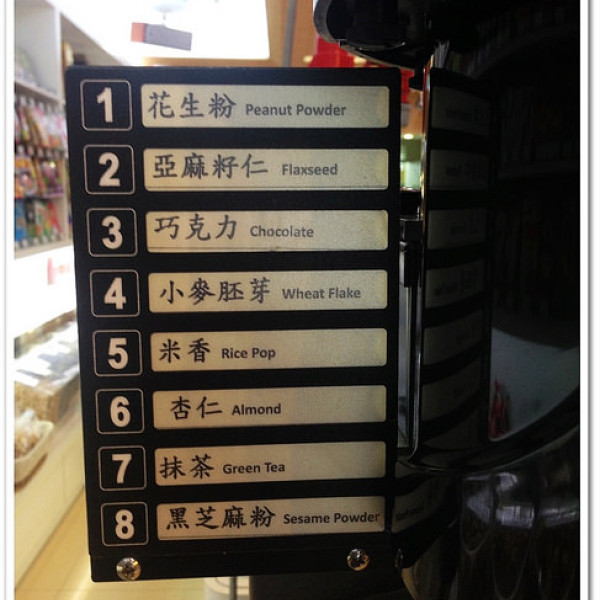 1 花生粉 Peanut Powder
2 亞麻籽仁 Flaxseed
3 巧克力 Chocolate
4 小麥胚芽 Wheat Flake
5 米香 Rice Pop
6 杏仁 Almond
7 抹茶 Green Tea
8 黑芝麻粉 Sesame Powder